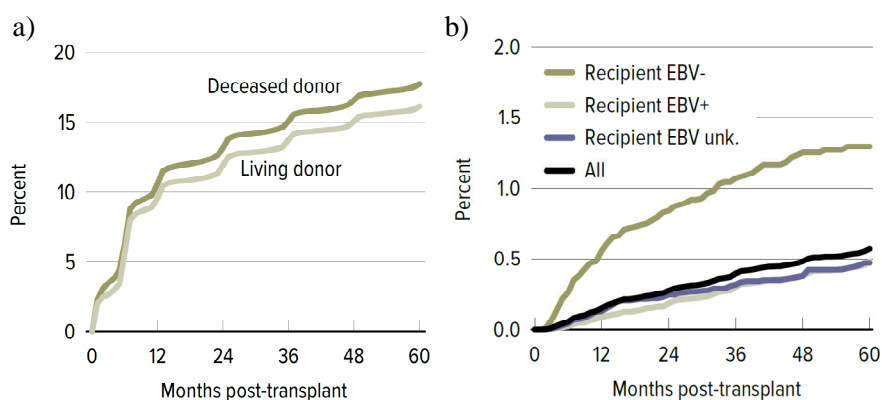 a)
20
15
10
5
0
Percent
Deceased donor
Living donor
0 12 24 36 48 60
Months post-transplant
b)
2.0
1.5
1.0
0.5
0.0
Percent
Recipient EBV-
Recipient EBV+
Recipient EBV unk.
All
0 12 24 36 48 60
Months post-transplant